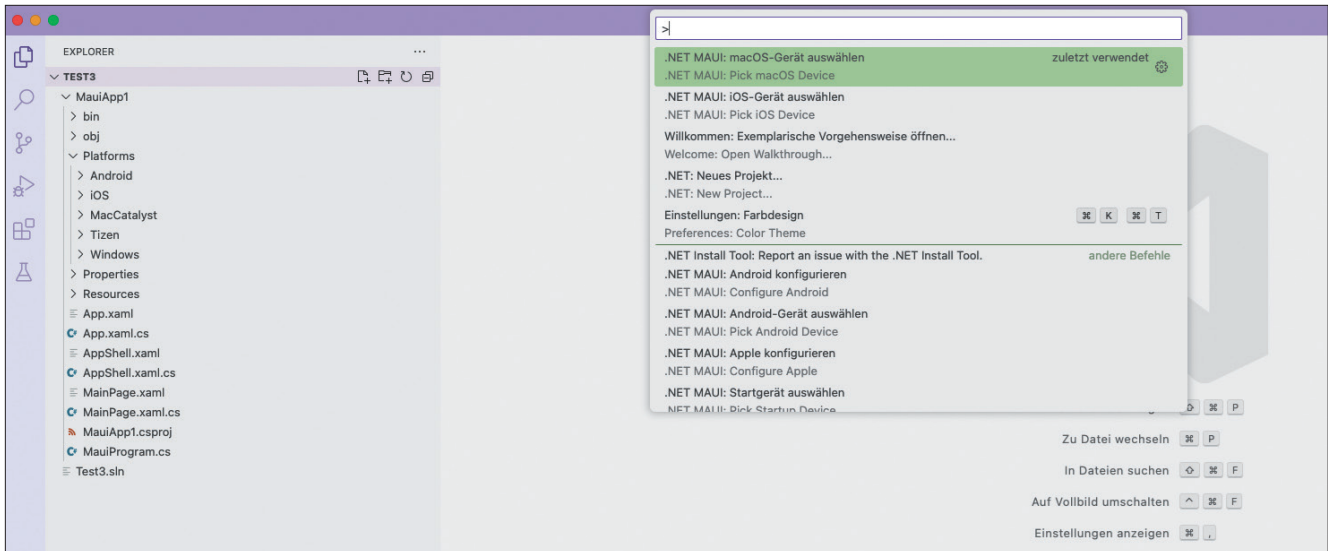 EXPLORER
TEST3
MauiApp1
bin
obj
Platforms
Android
iOS
MacCatalyst
Tizen
Windows
Properties
Resources
App.xaml
App.xaml.cs
AppShell.xaml
AppShell.xaml.cs
MainPage.xaml
MainPage.xaml.cs
MauiApp1.csproj
MauiProgram.cs
Test3.sln
>
.NET MAUI: macOS-Gerät auswählen zuletzt verwendet
.NET MAUI: Pick macOS Device
.NET MAUI: iOS-Gerät auswählen
.NET MAUI: Pick iOS Device
Willkommen: Exemplarische Vorgehensweise öffnen...
Welcome: Open Walkthrough...
.NET: Neues Projekt...
.NET: New Project...
Einstellungen: Farbdesign ⌘ K ⌘ T
Preferences: Color Theme
.NET Install Tool: Report an issue with the .NET Install Tool. andere Befehle
.NET MAUI: Android konfigurieren
.NET MAUI: Configure Android
.NET MAUI: Android-Gerät auswählen
.NET MAUI: Pick Android Device
.NET MAUI: Apple konfigurieren
.NET MAUI: Configure Apple
.NET MAUI: Startgerät auswählen
.NET MAUI: Pick Startup Device
⇧ ⌘ P
Zu Datei wechseln ⌘ P
In Dateien suchen ⇧ ⌘ F
Auf Vollbild umschalten ^ ⌘ F
Einstellungen anzeigen ⌘ ,